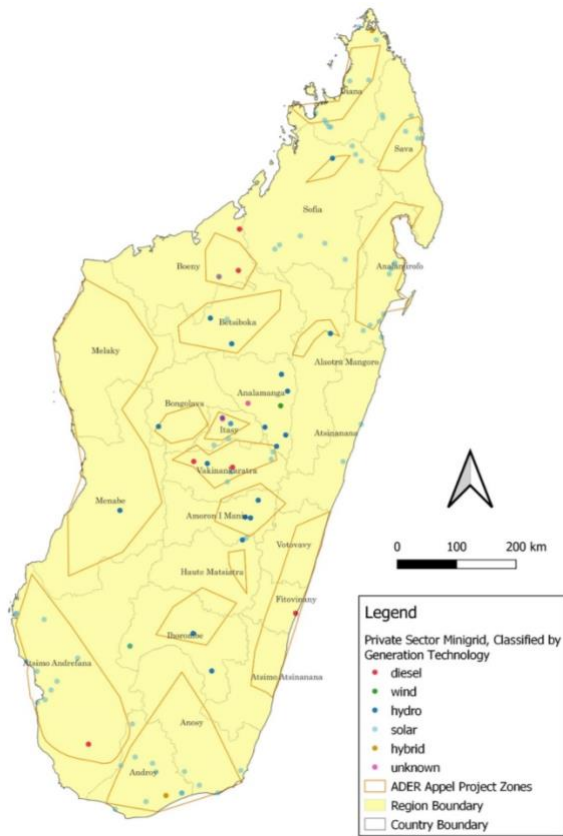 Diana
Sava
Sofia
Boeny
Analanjirofo
Betsiboka
Melaky
Alaotra Mangoro
Analamanga
Bongolava
Itasy
Atsinanana
Vakinankaratra
Menabe
Amoron I Mania
Vatovavy
0 100 200 km
Haute Matsiatra
Fitovinany
Legend
Private Sector Minigrid, Classified by
Generation Technology
diesel
wind
hydro
solar
hybrid
unknown
ADER Appel Project Zones
Region Boundary
Country Boundary
Ihorombe
Atsimo Andrefana
Atsimo Atsinanana
Anosy
Androy